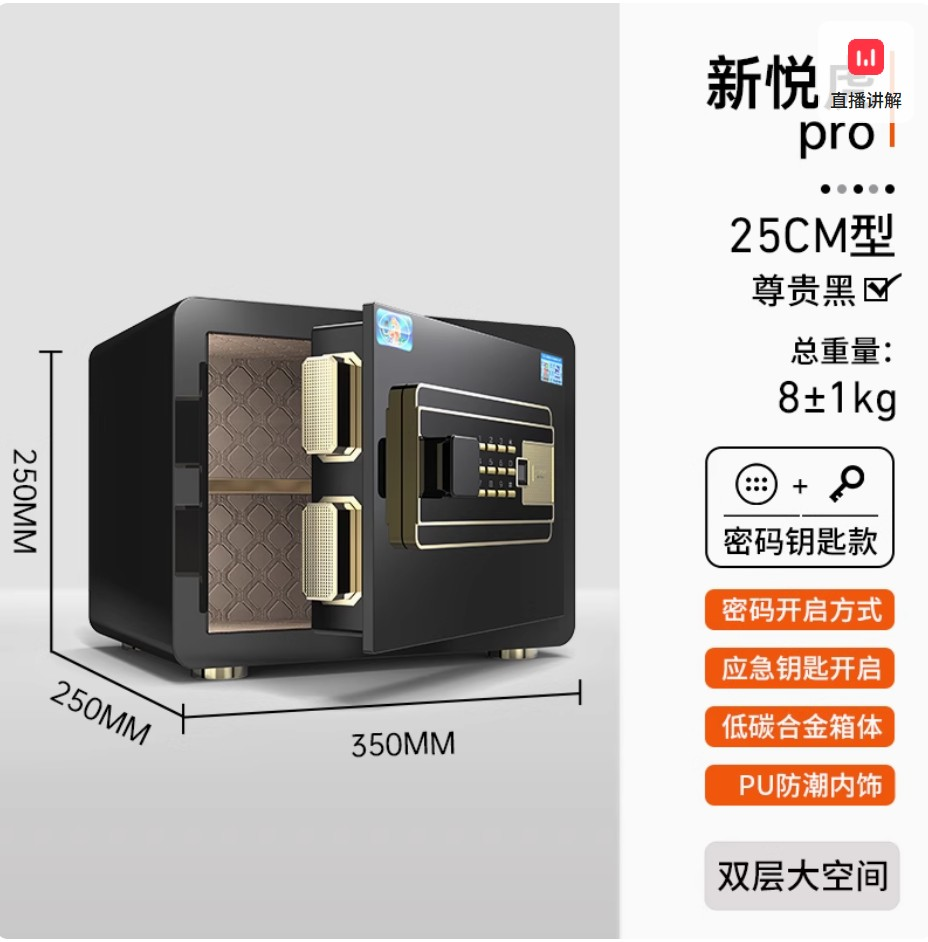 新悦
直播讲解
pro
25CM型
尊贵黑
总重量:
8±1kg
+
密码钥匙款
密码开启方式
应急钥匙开启
低碳合金箱体
PU防潮内饰
双层大空间
250MM
250MM
350MM